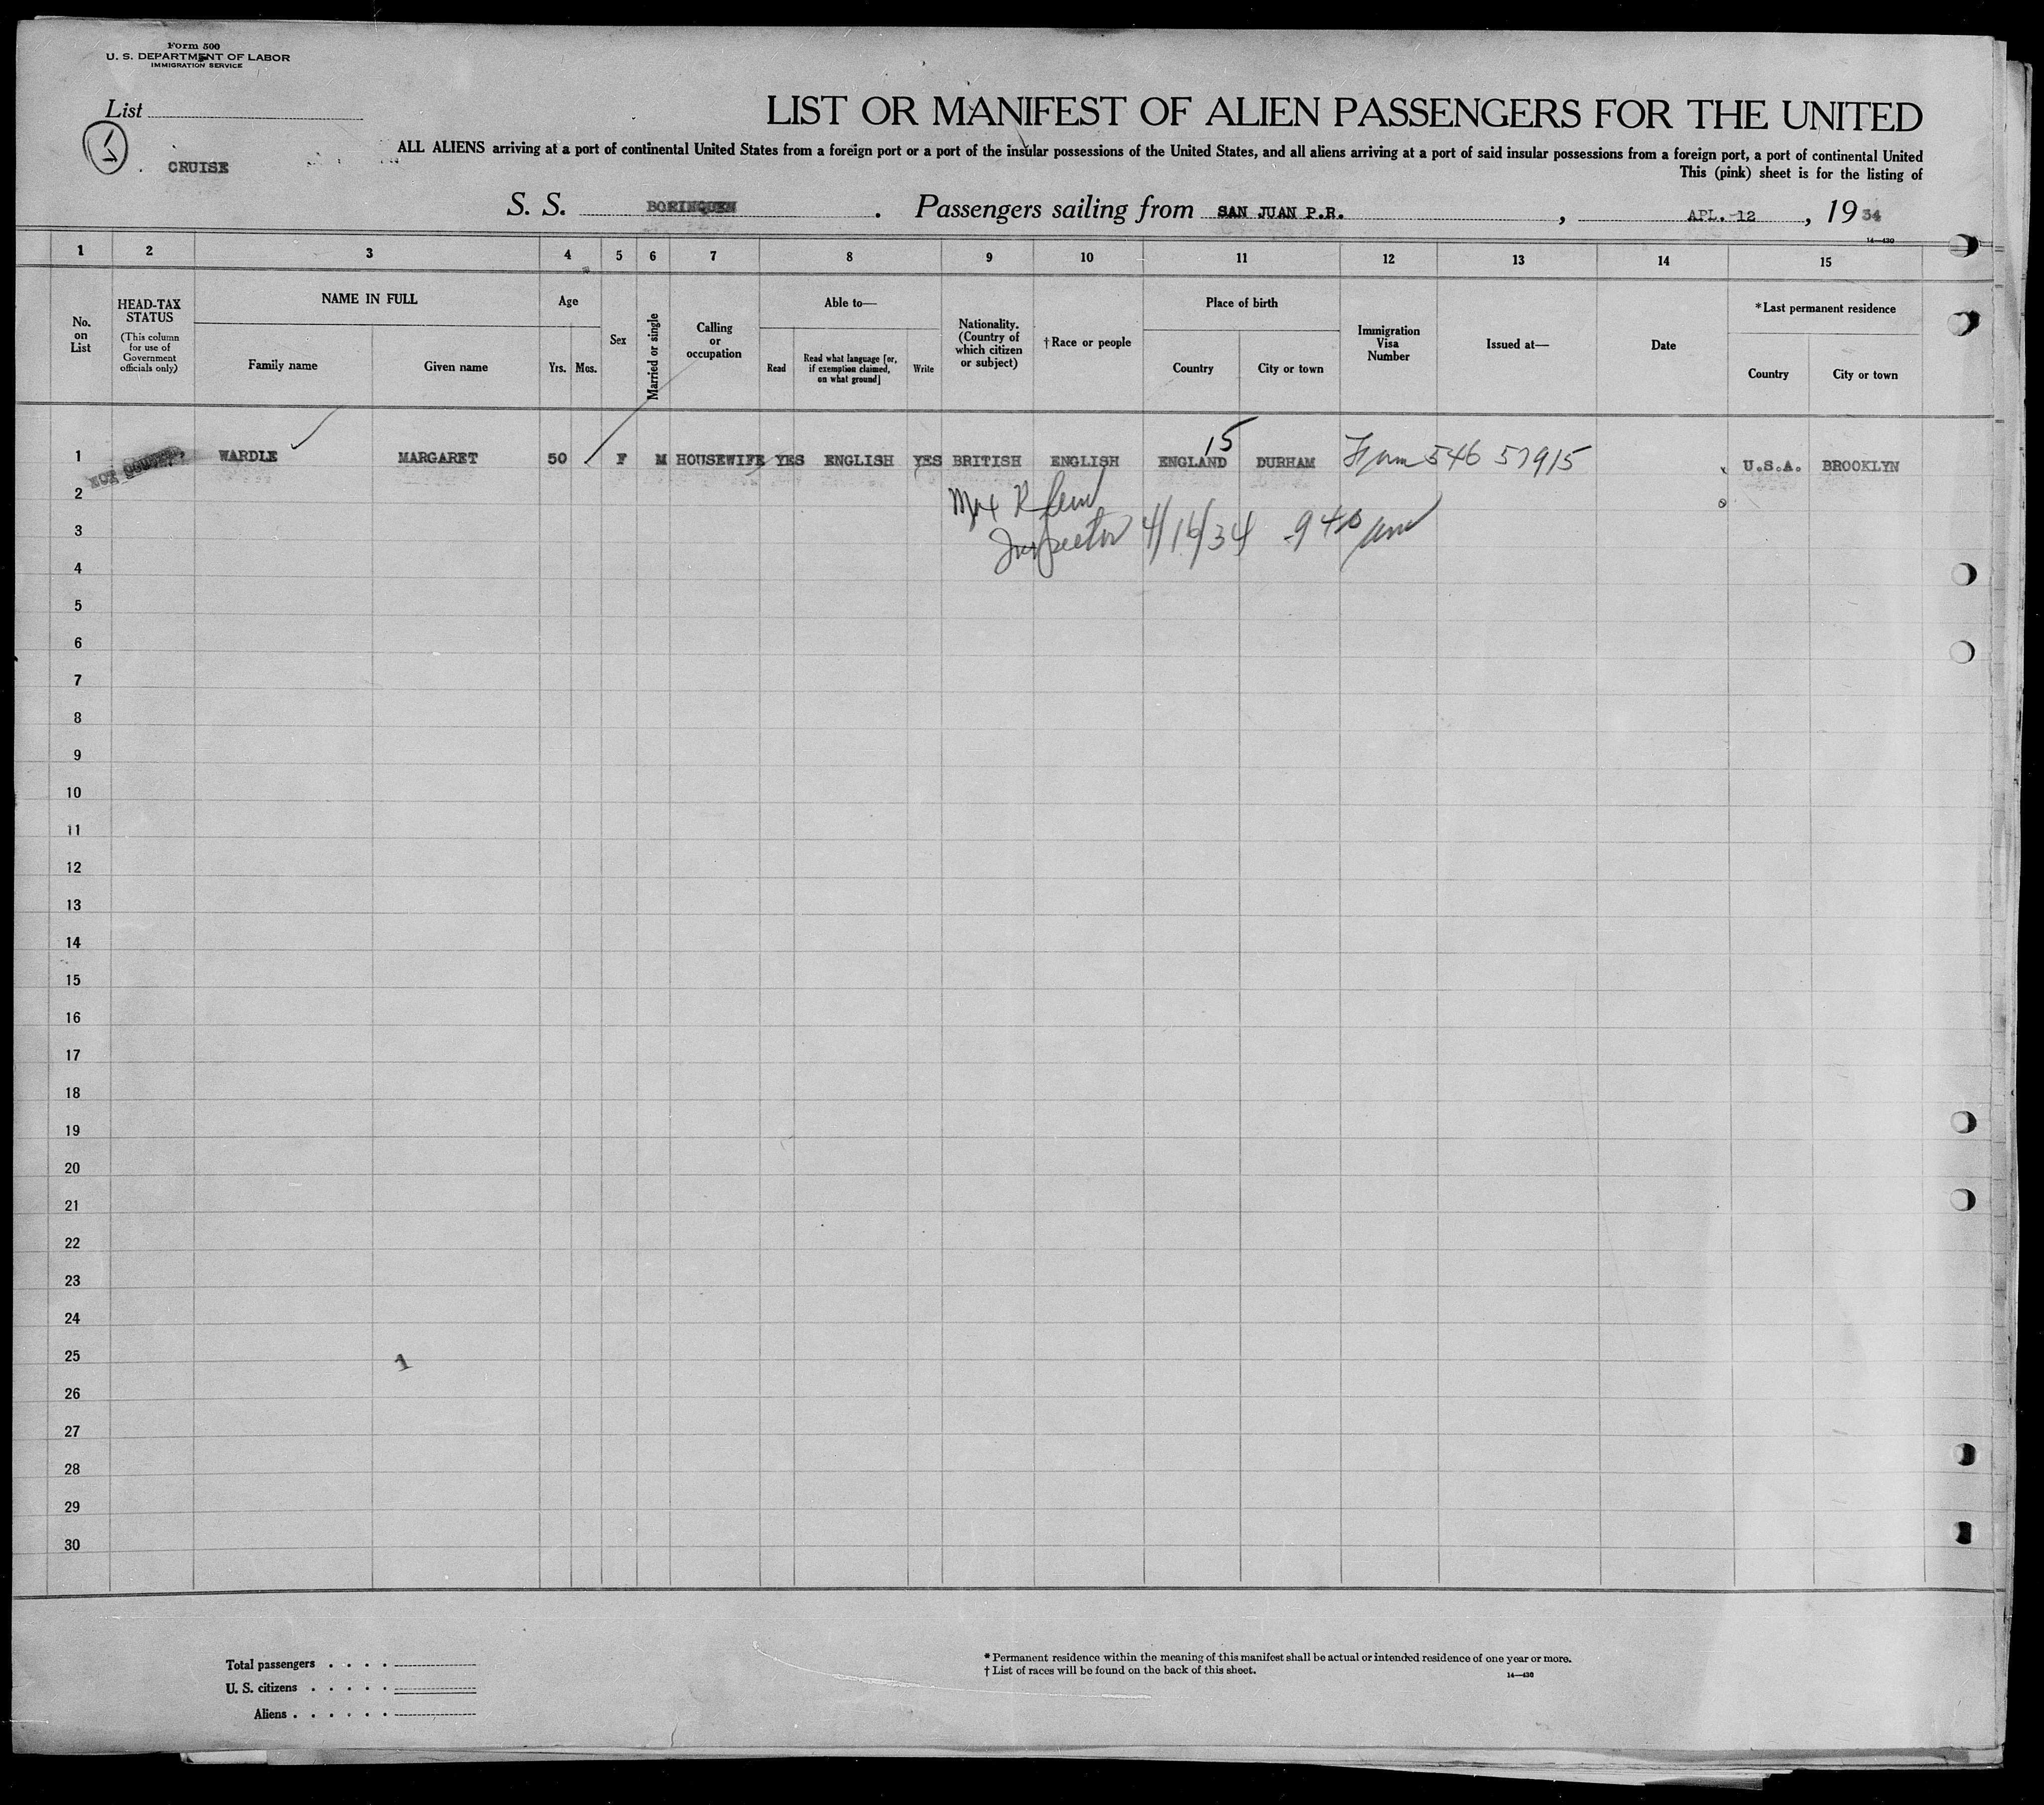 Form 500
U. S. DEPARTMENT OF LABOR
IMMIGRATION SERVICE
List
1
CRUISE
LIST OR MANIFEST OF ALIEN PASSENGERS FOR THE UNITED
ALL ALIENS arriving at a port of continental United States from a foreign port or a port of the insular possessions of the United States, and all aliens arriving at a port of said insular possessions from a foreign port, a port of continental United
This (pink) sheet is for the listing of
S. S. BORINQUEN . Passengers sailing from SAN JUAN P.R. , APL. 12 , 19 34
14—430
1 2 3 4 5 6 7 8 9 10 11 12 13 14 15
No. on List
HEAD-TAX STATUS
(This column for use of Government officials only)
NAME IN FULL
Family name Given name
Age
Yrs. Mos.
Sex
Married or single
Calling or occupation
Able to—
Read
Read what language [or, if exemption claimed, on what ground]
Write
Nationality. (Country of which citizen or subject)
†Race or people
Place of birth
Country City or town
Immigration Visa Number
Issued at—
Date
*Last permanent residence
Country City or town
15
1 NOT WARDLE MARGARET 50 F M HOUSEWIFE YES ENGLISH YES BRITISH ENGLISH ENGLAND DURHAM Form 546 57915 U.S.A. BROOKLYN
2
3 Inspector 4/16/34 9 40 am
4
5
6
7
8
9
10
11
12
13
14
15
16
17
18
19
20
21
22
23
24
25 1
26
27
28
29
30
Total passengers . . . .
U. S. citizens . . . . .
Aliens . . . . . .
* Permanent residence within the meaning of this manifest shall be actual or intended residence of one year or more.
† List of races will be found on the back of this sheet.
14—430